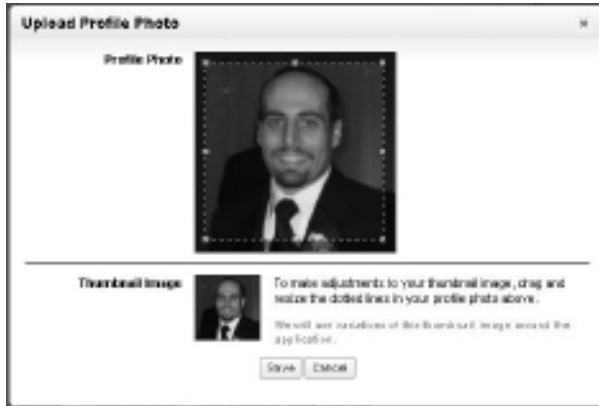 Upload Profile Photo
Profile Photo
Thumbnail Image
To make adjustments to your thumbnail image, drag and
resize the dotted lines in your profile photo above.
We will use variations of this thumbnail image around the
application.
Save Cancel